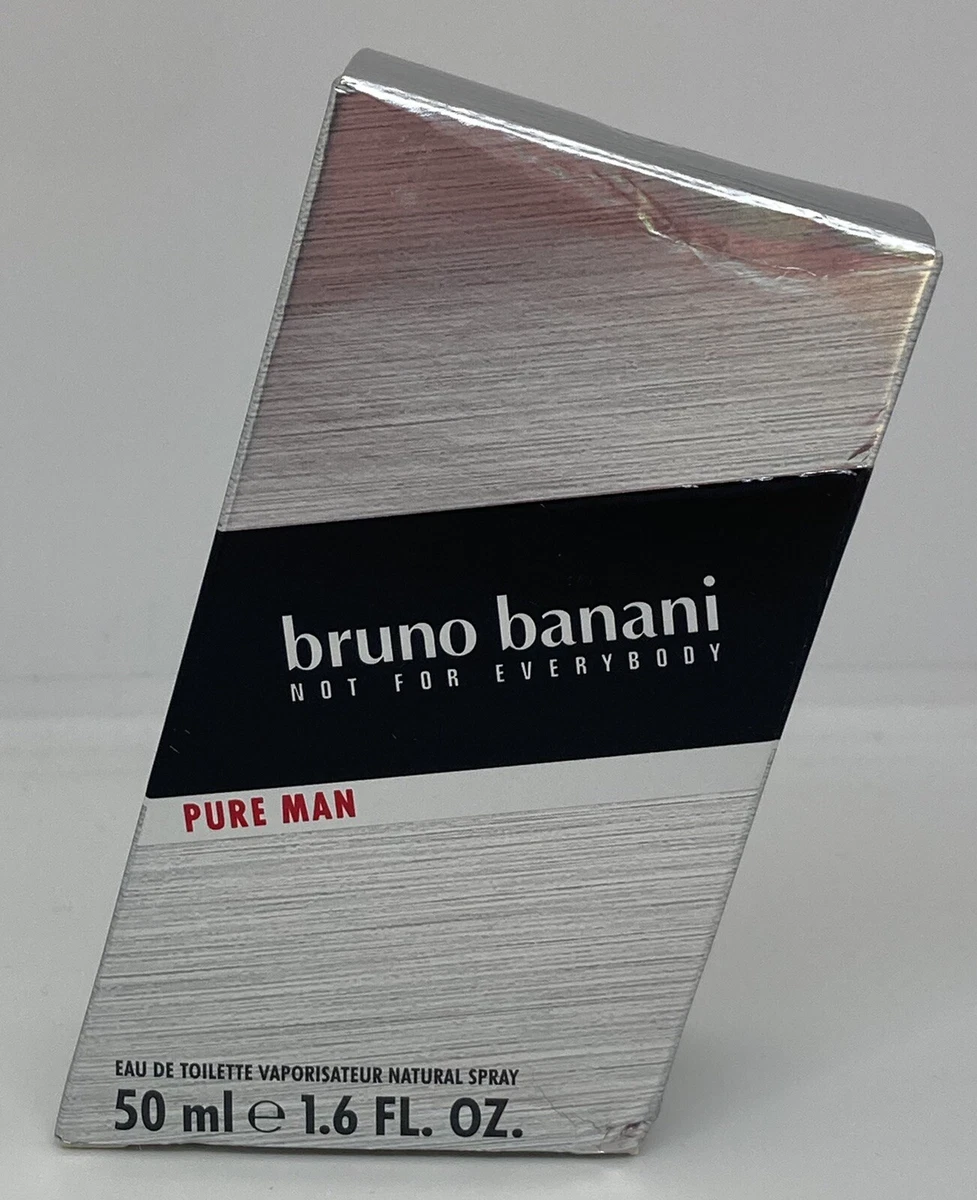 bruno banani
NOT FOR EVERYBODY
PURE MAN
EAU DE TOILETTE VAPORISATEUR NATURAL SPRAY
50 ml ℮ 1.6 FL. OZ.